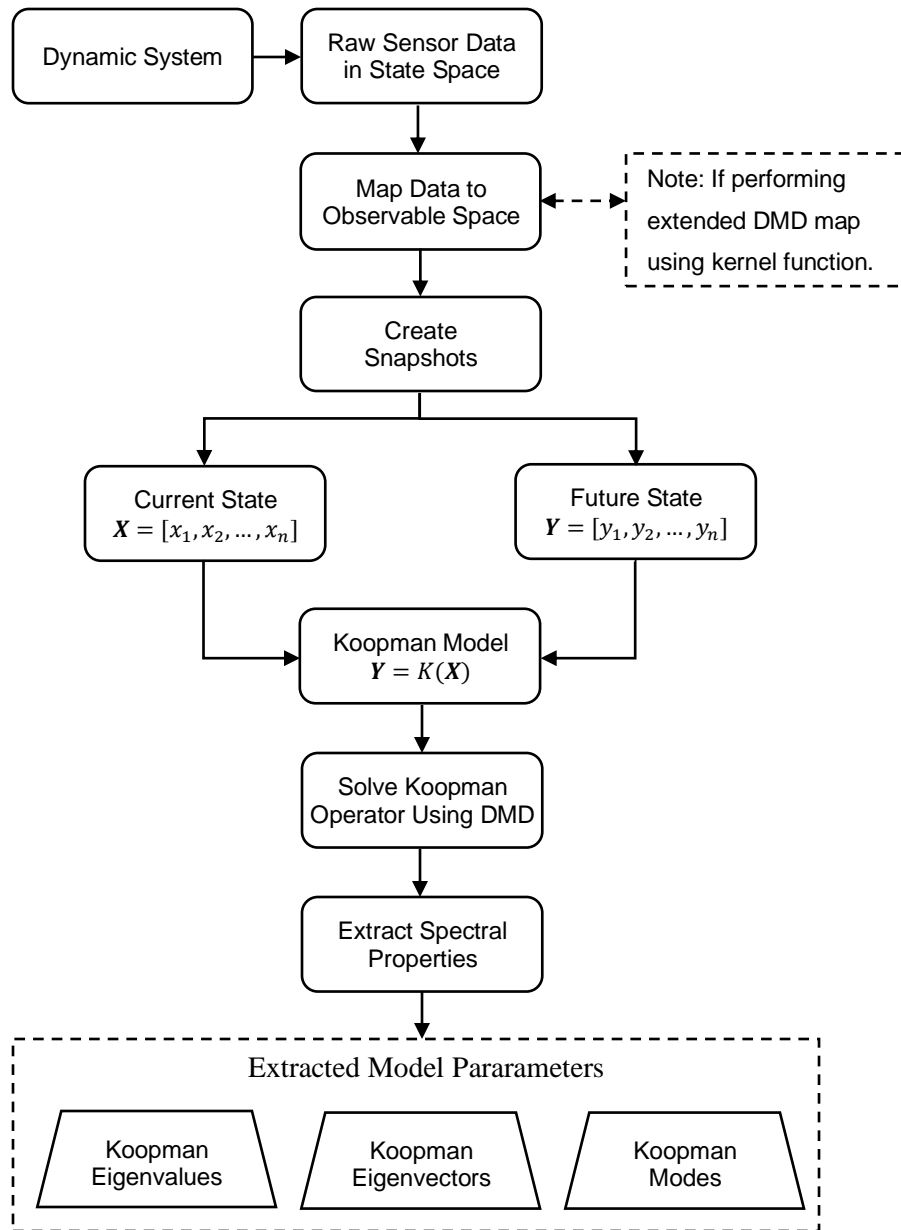 Dynamic System
Raw Sensor Data
in State Space
Map Data to
Observable Space
Note: If performing
extended DMD map
using kernel function.
Create
Snapshots
Current State
X = [x₁, x₂, … , xₙ]
Future State
Y = [y₁, y₂, … , yₙ]
Koopman Model
Y = K(X)
Solve Koopman
Operator Using DMD
Extract Spectral
Properties
Extracted Model Pararameters
Koopman
Eigenvalues
Koopman
Eigenvectors
Koopman
Modes